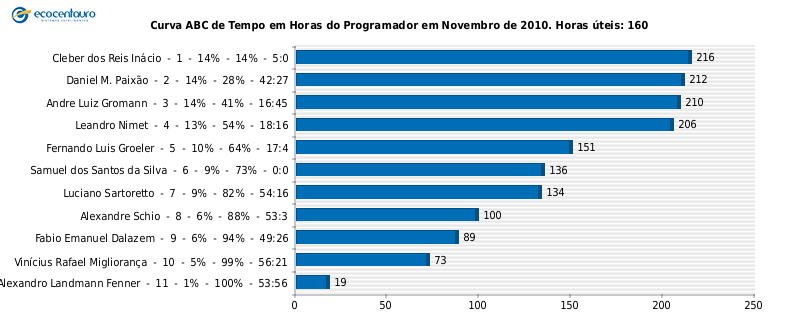 ecocentauro
Curva ABC de Tempo em Horas do Programador em Novembro de 2010. Horas úteis: 160
Cleber dos Reis Inácio - 1 - 14% - 14% - 5:0 216
Daniel M. Paixão - 2 - 14% - 28% - 42:27 212
Andre Luiz Gromann - 3 - 14% - 41% - 16:45 210
Leandro Nimet - 4 - 13% - 54% - 18:16 206
Fernando Luis Groeler - 5 - 10% - 64% - 17:4 151
Samuel dos Santos da Silva - 6 - 9% - 73% - 0:0 136
Luciano Sartoretto - 7 - 9% - 82% - 54:16 134
Alexandre Schio - 8 - 6% - 88% - 53:3 100
Fabio Emanuel Dalazem - 9 - 6% - 94% - 49:26 89
Vinícius Rafael Migliorança - 10 - 5% - 99% - 56:21 73
Alexandro Landmann Fenner - 11 - 1% - 100% - 53:56 19
0 50 100 150 200 250